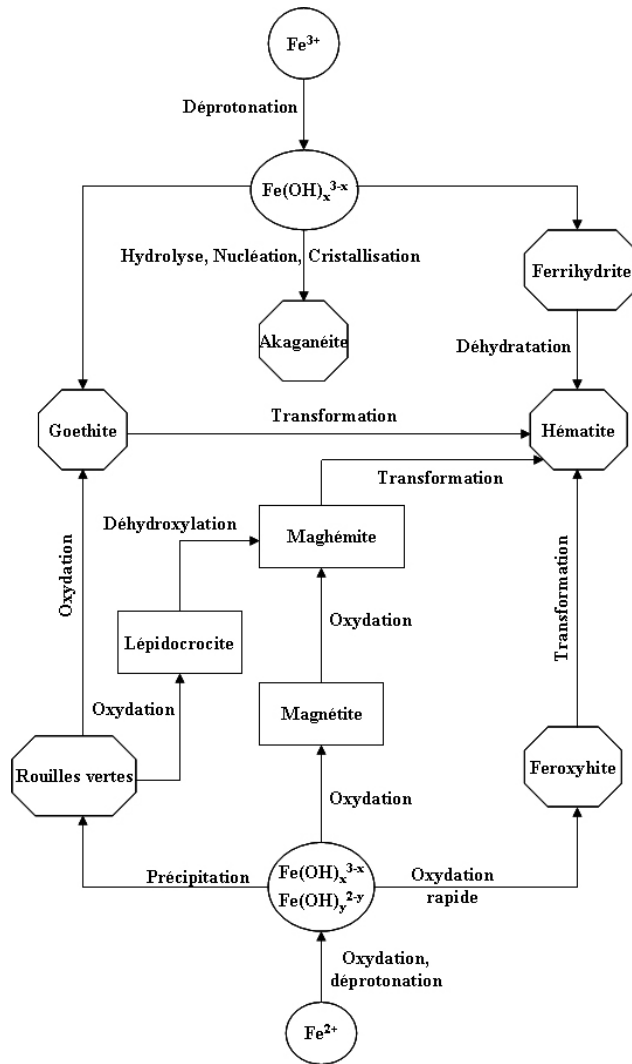 Fe³⁺
Déprotonation
Fe(OH)ₓ³⁻ˣ
Hydrolyse, Nucléation, Cristallisation
Ferrihydrite
Akaganéite
Déhydratation
Goethite
Transformation
Hématite
Transformation
Déhydroxylation
Maghémite
Oxydation
Transformation
Oxydation
Lépidocrocite
Oxydation
Magnétite
Rouilles vertes
Feroxyhite
Oxydation
Précipitation
Fe(OH)ₓ³⁻ˣ
Fe(OH)ᵧ²⁻ʸ
Oxydation
rapide
Oxydation,
déprotonation
Fe²⁺